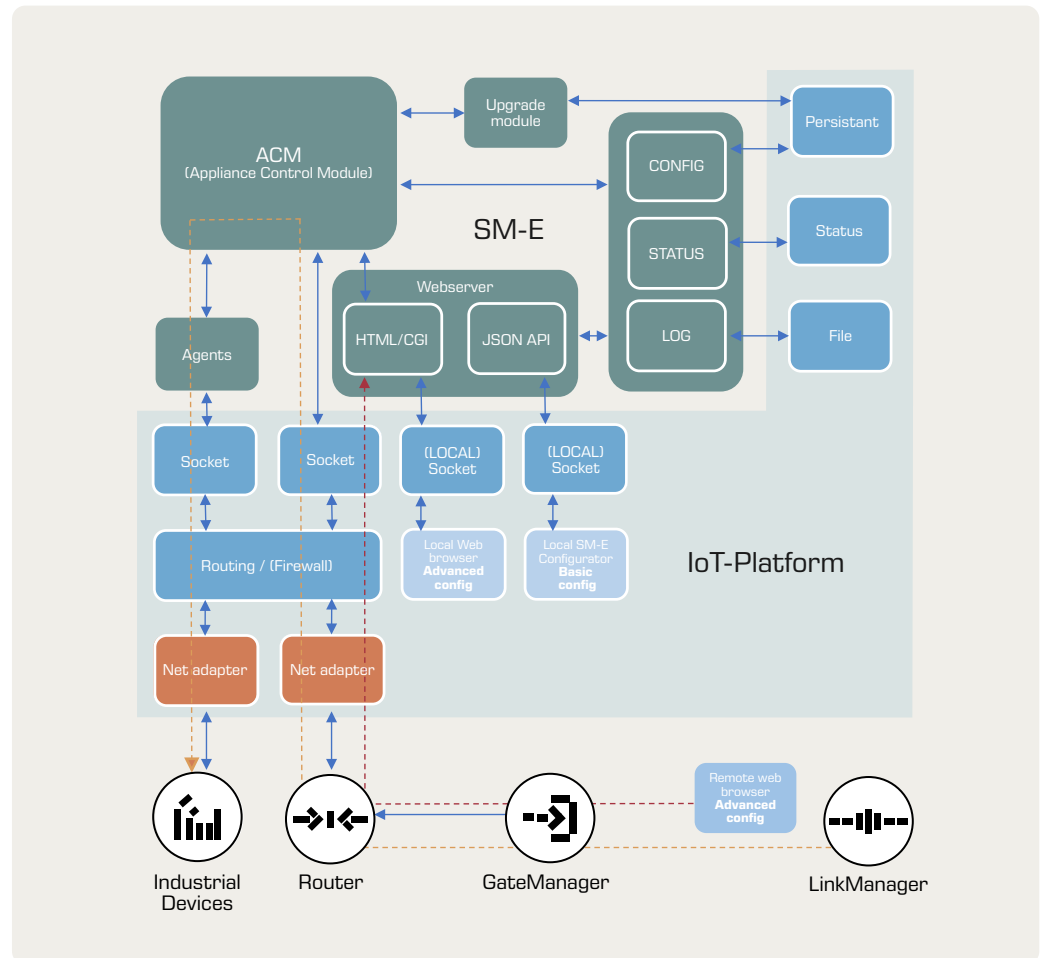 Upgrade
module
Persistant
ACM
(Appliance Control Module)
CONFIG
SM-E
Status
STATUS
Webserver
HTML/CGI
JSON API
LOG
File
Agents
Socket
Socket
(LOCAL)
Socket
(LOCAL)
Socket
Routing / (Firewall)
Local Web
browser
Advanced
config
Local SM-E
Configurator
Basic
config
IoT-Platform
Net adapter
Net adapter
Remote web
browser
Advanced
config
Industrial
Devices
Router
GateManager
LinkManager